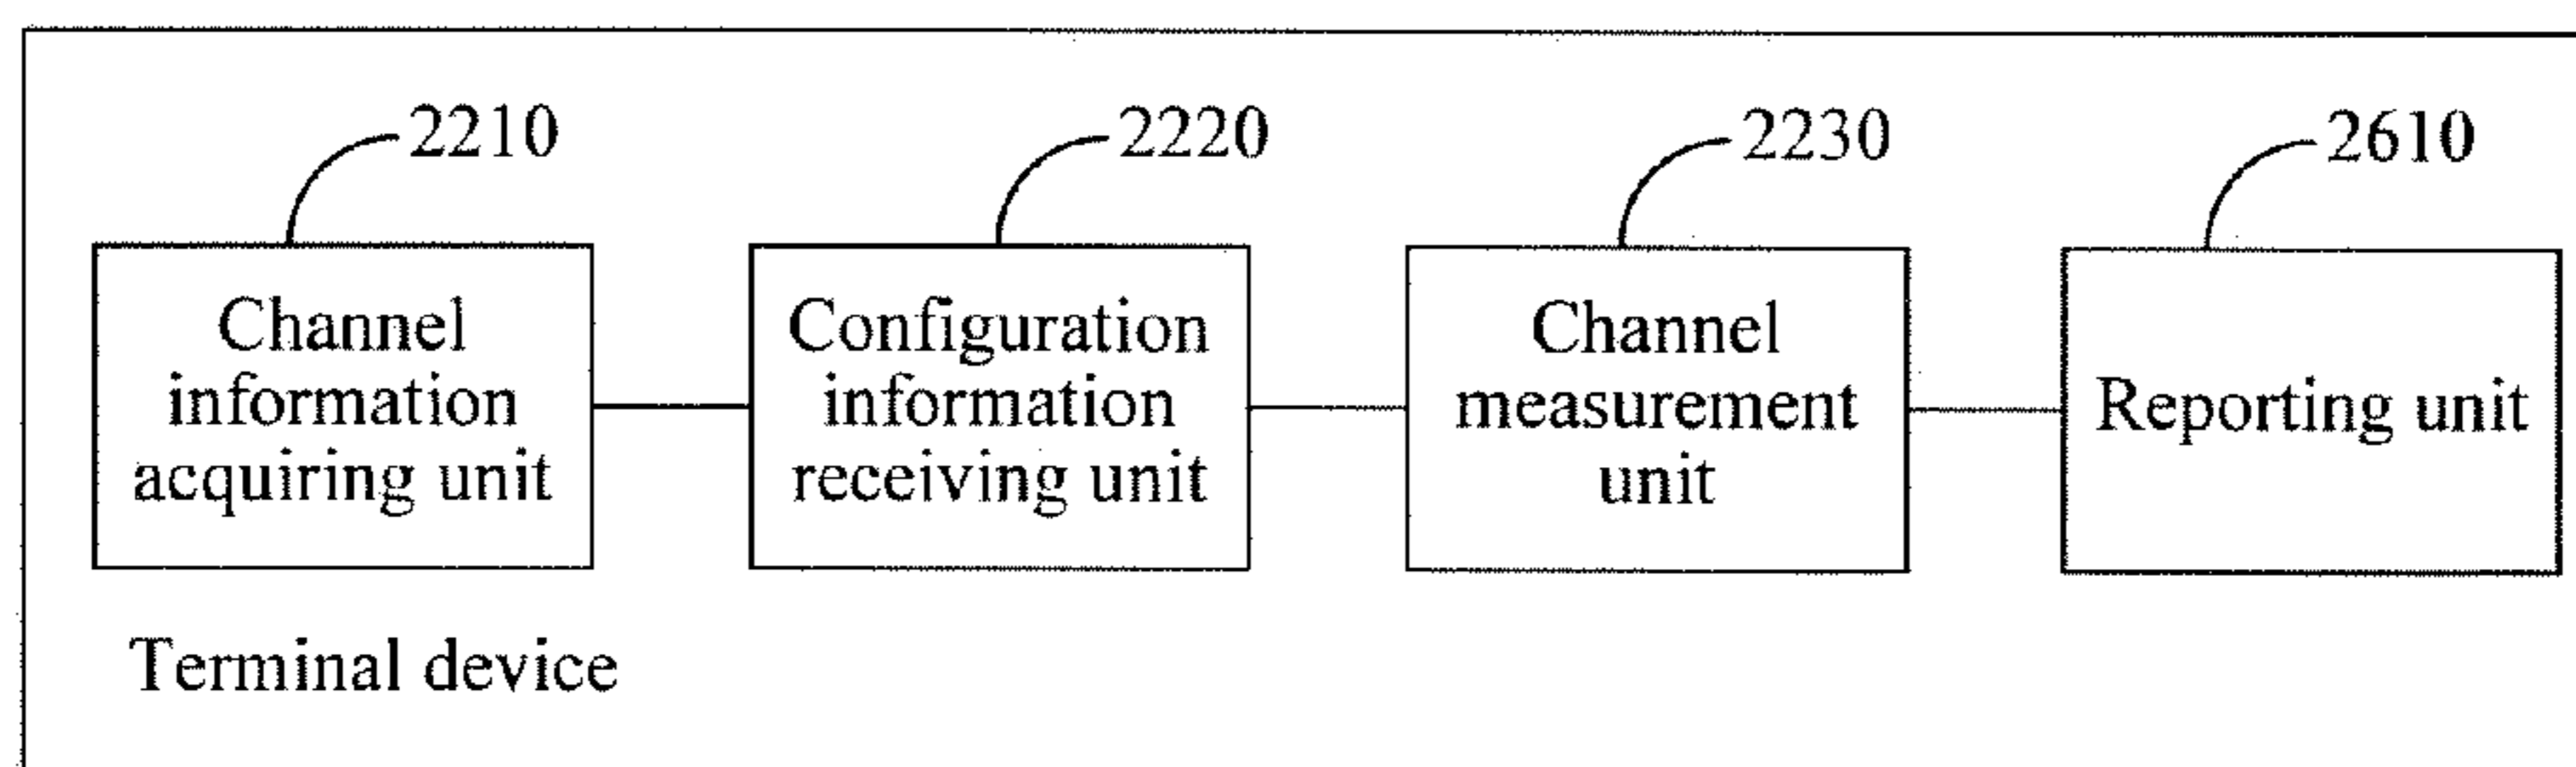 2210
2220
2230
2610
Channel
information
acquiring unit
Configuration
information
receiving unit
Channel
measurement
unit
Reporting unit
Terminal device